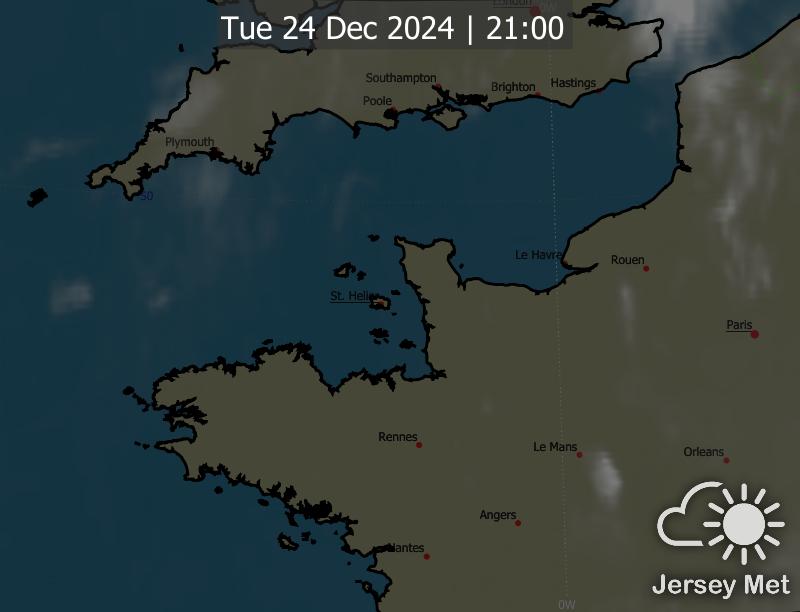 London
0W
Tue 24 Dec 2024 | 21:00
Southampton
Brighton
Hastings
Poole
Plymouth
50
Le Havre
Rouen
St. Helier
Paris
Rennes
Le Mans
Orleans
Angers
Nantes
Jersey Met
0W